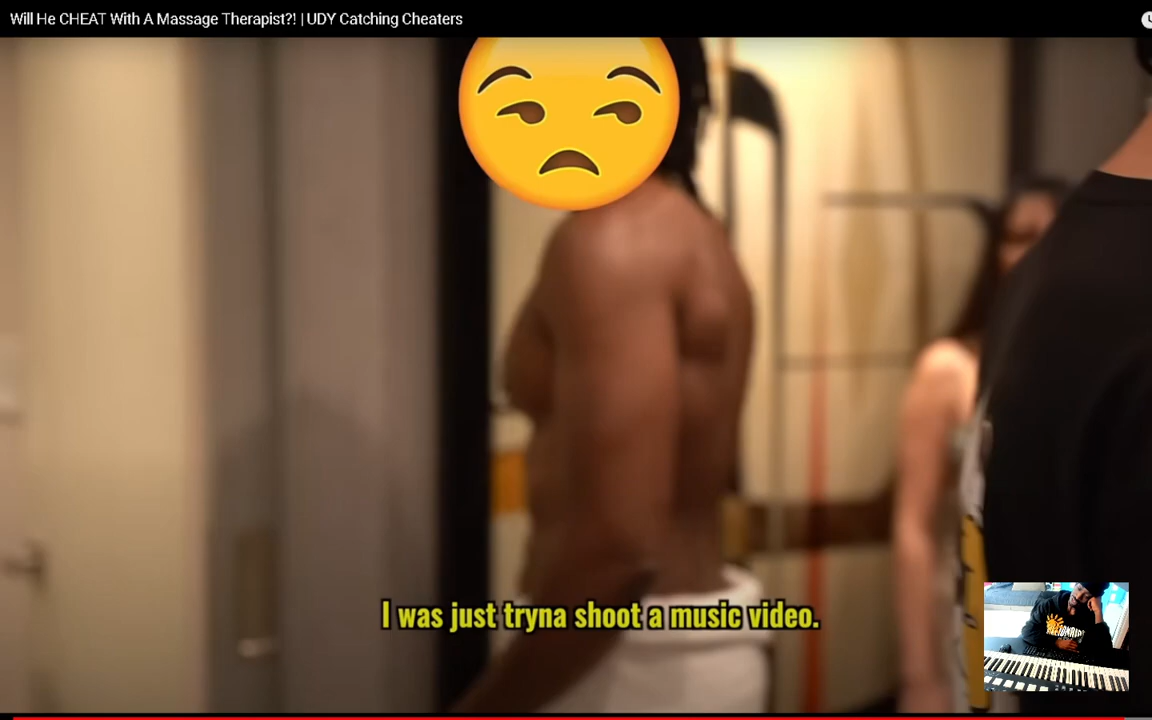 Will He CHEAT With A Massage Therapist?! | UDY Catching Cheaters
I was just tryna shoot a music video.